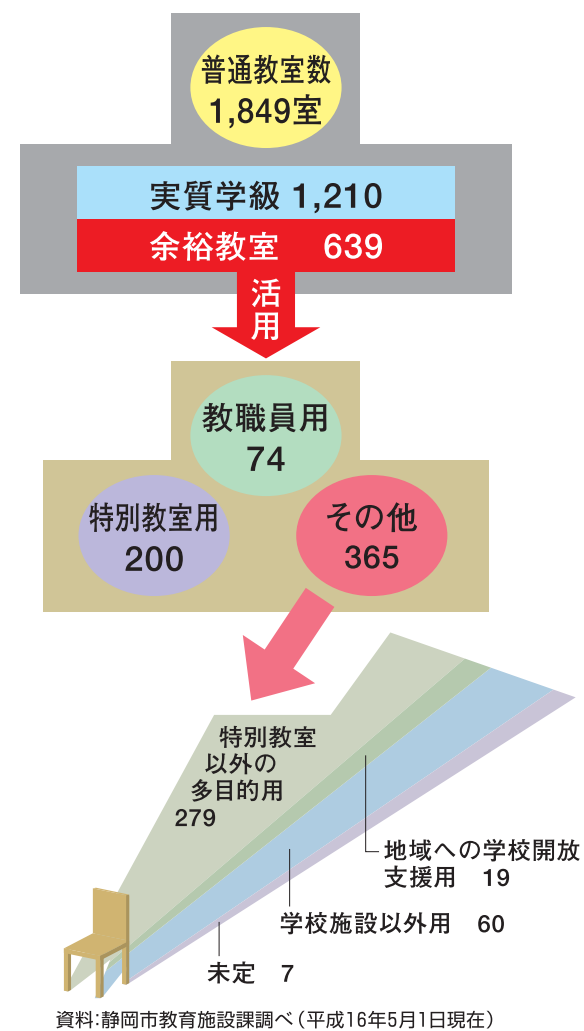 普通教室数
1,849室
実質学級 1,210
余裕教室 639
活
用
教職員用
74
特別教室用
200
その他
365
特別教室
以外の
多目的用
279
地域への学校開放
支援用 19
学校施設以外用 60
未定 7
資料:静岡市教育施設課調べ(平成16年5月1日現在)